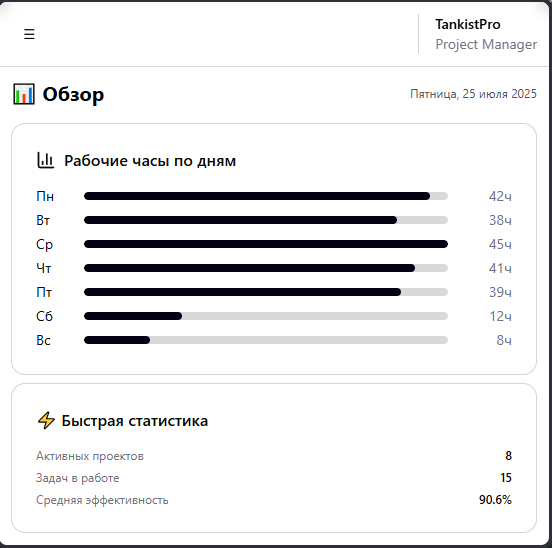 TankistPro
Project Manager
Обзор
Пятница, 25 июля 2025
Рабочие часы по дням
Пн 42ч
Вт 38ч
Ср 45ч
Чт 41ч
Пт 39ч
Сб 12ч
Вс 8ч
Быстрая статистика
Активных проектов 8
Задач в работе 15
Средняя эффективность 90.6%